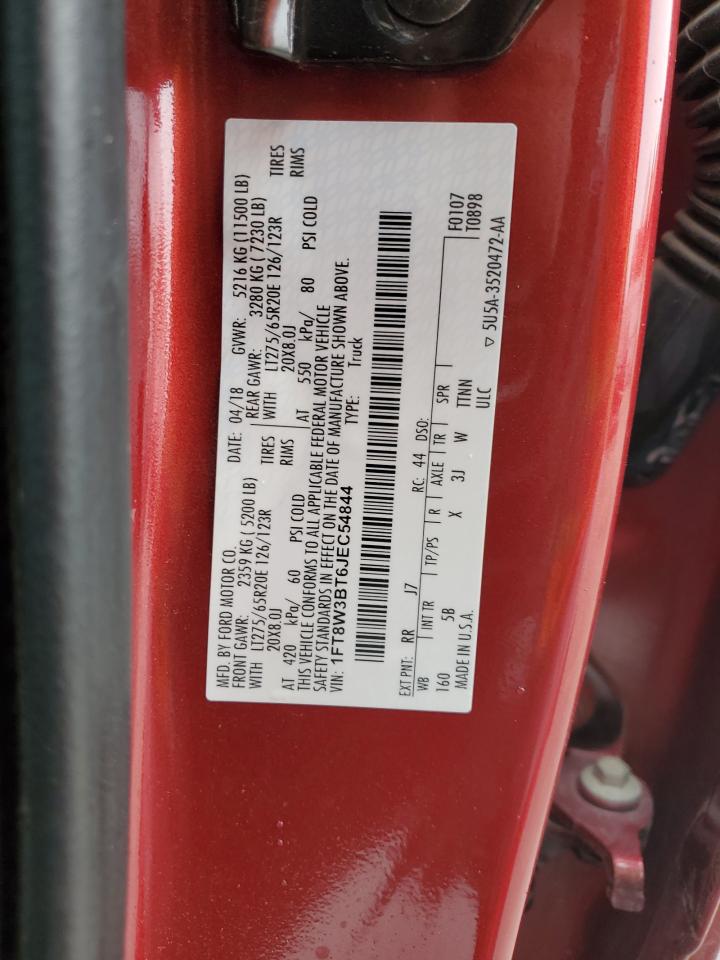 MFD. BY FORD MOTOR CO.
DATE: 04/18 GVWR: 5216 KG (11500 LB)
FRONT GAWR: 2359 KG ( 5200 LB)
REAR GAWR: 3280 KG ( 7230 LB)
WITH LT275/65R20E 126/123R TIRES
WITH LT275/65R20E 126/123R TIRES
20X8.0J RIMS
20X8.0J RIMS
AT 420 kPa/ 60 PSI COLD
AT 550 kPa/ 80 PSI COLD
THIS VEHICLE CONFORMS TO ALL APPLICABLE FEDERAL MOTOR VEHICLE
SAFETY STANDARDS IN EFFECT ON THE DATE OF MANUFACTURE SHOWN ABOVE.
VIN: 1FT8W3BT6JEC54844 TYPE: Truck
F0107
EXT PNT: RR J7 RC: 44 DSO: T0898
WB INT TR TP/PS R AXLE TR SPR
160 5B X 3J W TTNN
MADE IN U.S.A. ULC
▽ 5U5A-3520472-AA